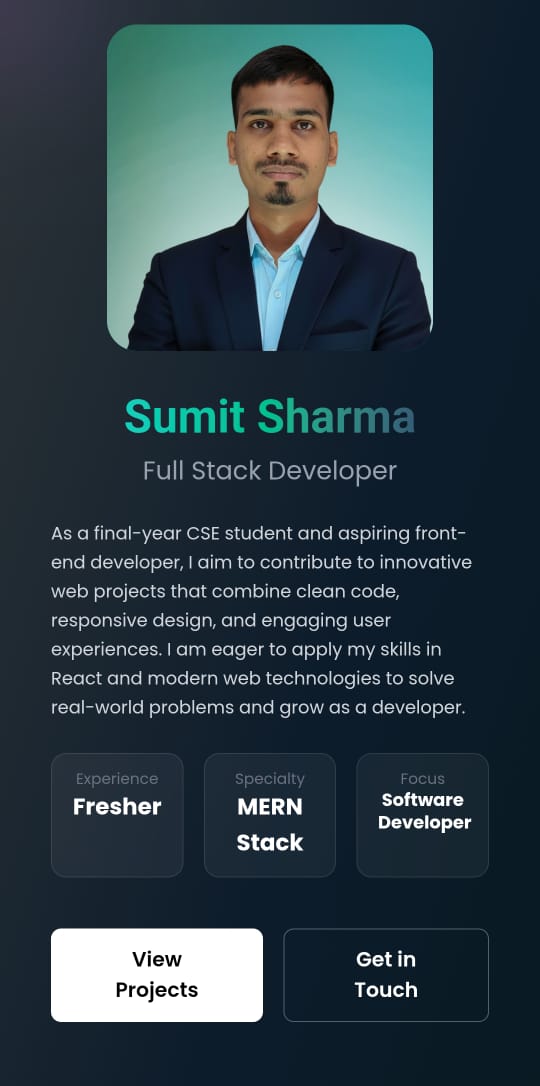 Sumit Sharma
Full Stack Developer
As a final-year CSE student and aspiring front-
end developer, I aim to contribute to innovative
web projects that combine clean code,
responsive design, and engaging user
experiences. I am eager to apply my skills in
React and modern web technologies to solve
real-world problems and grow as a developer.
Experience
Fresher
Specialty
MERN
Stack
Focus
Software
Developer
View
Projects
Get in
Touch